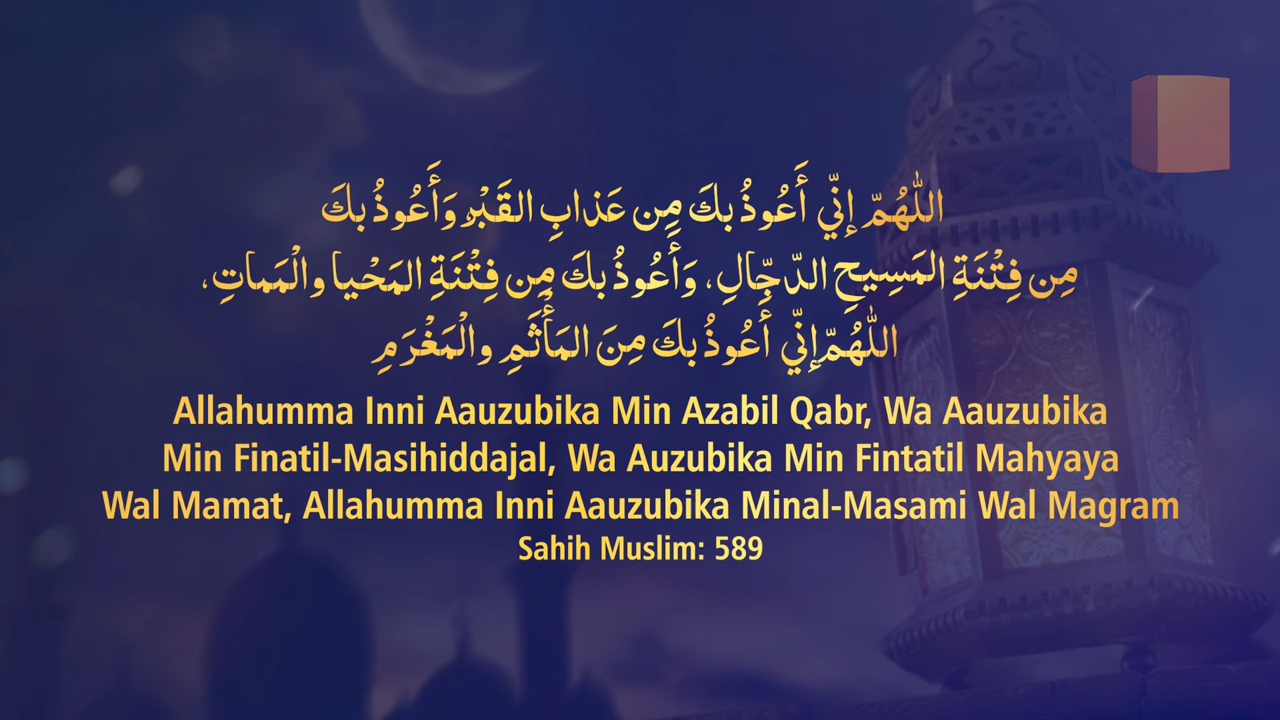 اللّٰهُمّ إنّي أَعُوذُ بكَ مِن عَذابِ القَبْرِ وَأَعُوذُ بكَ
مِن فِتْنَةِ المَسِيحِ الدّجّالِ، وَأَعُوذُ بكَ مِن فِتْنَةِ المَحْيا والْمَماتِ،
اللّٰهُمّ إنّي أَعُوذُ بكَ مِنَ المَأْثَمِ والْمَغْرَمِ
Allahumma Inni Aauzubika Min Azabil Qabr, Wa Aauzubika
Min Finatil-Masihiddajal, Wa Auzubika Min Fintatil Mahyaya
Wal Mamat, Allahumma Inni Aauzubika Minal-Masami Wal Magram
Sahih Muslim: 589